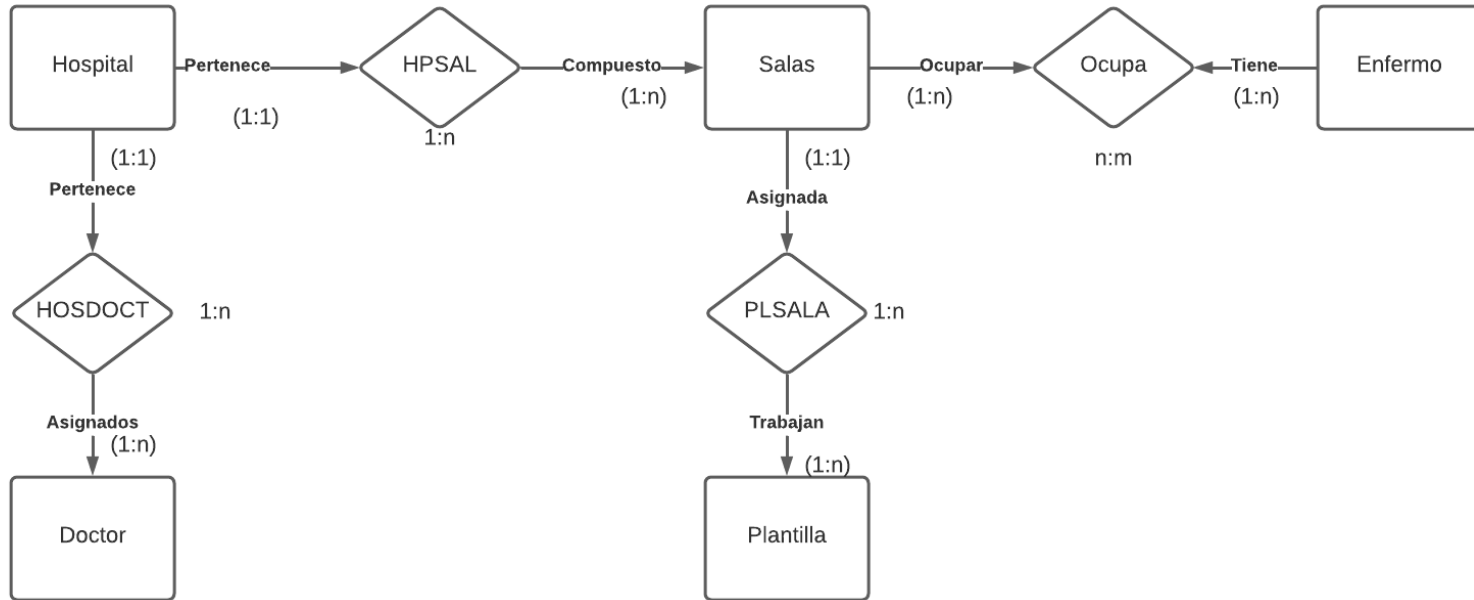 Hospital
Pertenece
HPSAL
Compuesto
Salas
Ocupar
Ocupa
Tiene
Enfermo
(1:1)
(1:n)
(1:n)
(1:n)
1:n
(1:1)
(1:1)
n:m
Pertenece
Asignada
HOSDOCT
1:n
PLSALA
1:n
Asignados
(1:n)
Trabajan
(1:n)
Doctor
Plantilla